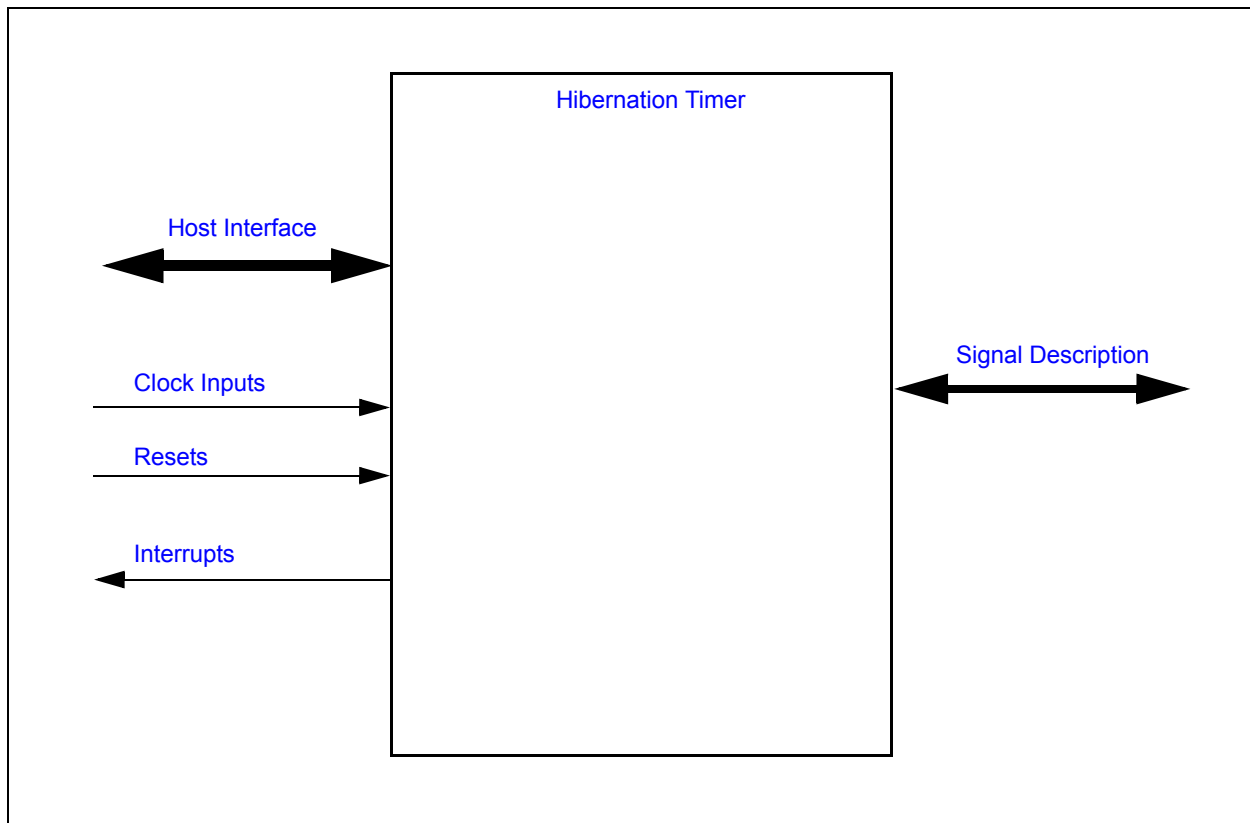 Hibernation Timer
Host Interface
Signal Description
Clock Inputs
Resets
Interrupts